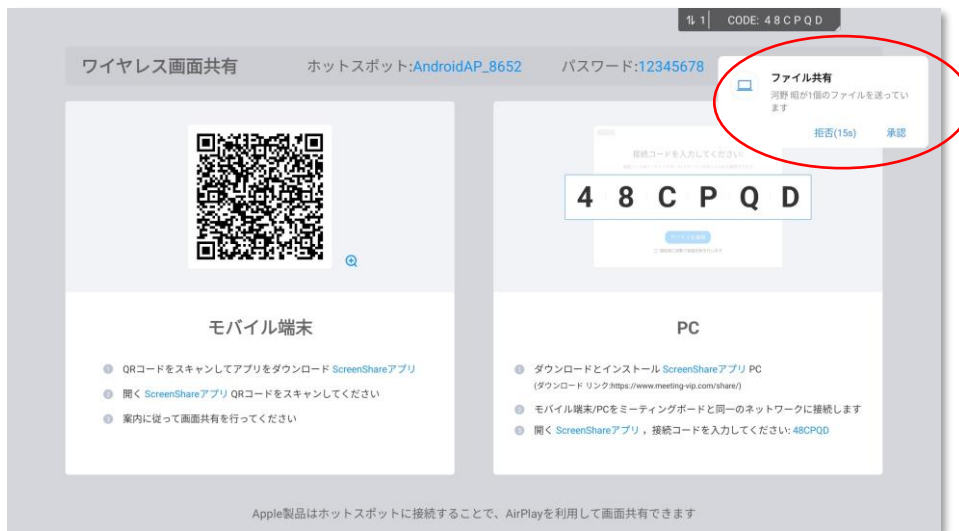 ⇅ 1 CODE: 4 8 C P Q D
ワイヤレス画面共有 ホットスポット:AndroidAP_8652 パスワード:12345678
ファイル共有
河野 昭が1個のファイルを送ってい
ます
拒否(15s) 承認
接続コードを入力してください
4 8 C P Q D
モバイル端末
QRコードをスキャンしてアプリをダウンロード ScreenShareアプリ
開く ScreenShareアプリ QRコードをスキャンしてください
案内に従って画面共有を行ってください
PC
ダウンロードとインストール ScreenShareアプリ PC
(ダウンロード リンク:https://www.meeting-vip.com/share/)
モバイル端末/PCをミーティングボードと同一のネットワークに接続します
開く ScreenShareアプリ ，接続コードを入力してください: 48CPQD
Apple製品はホットスポットに接続することで、AirPlayを利用して画面共有できます